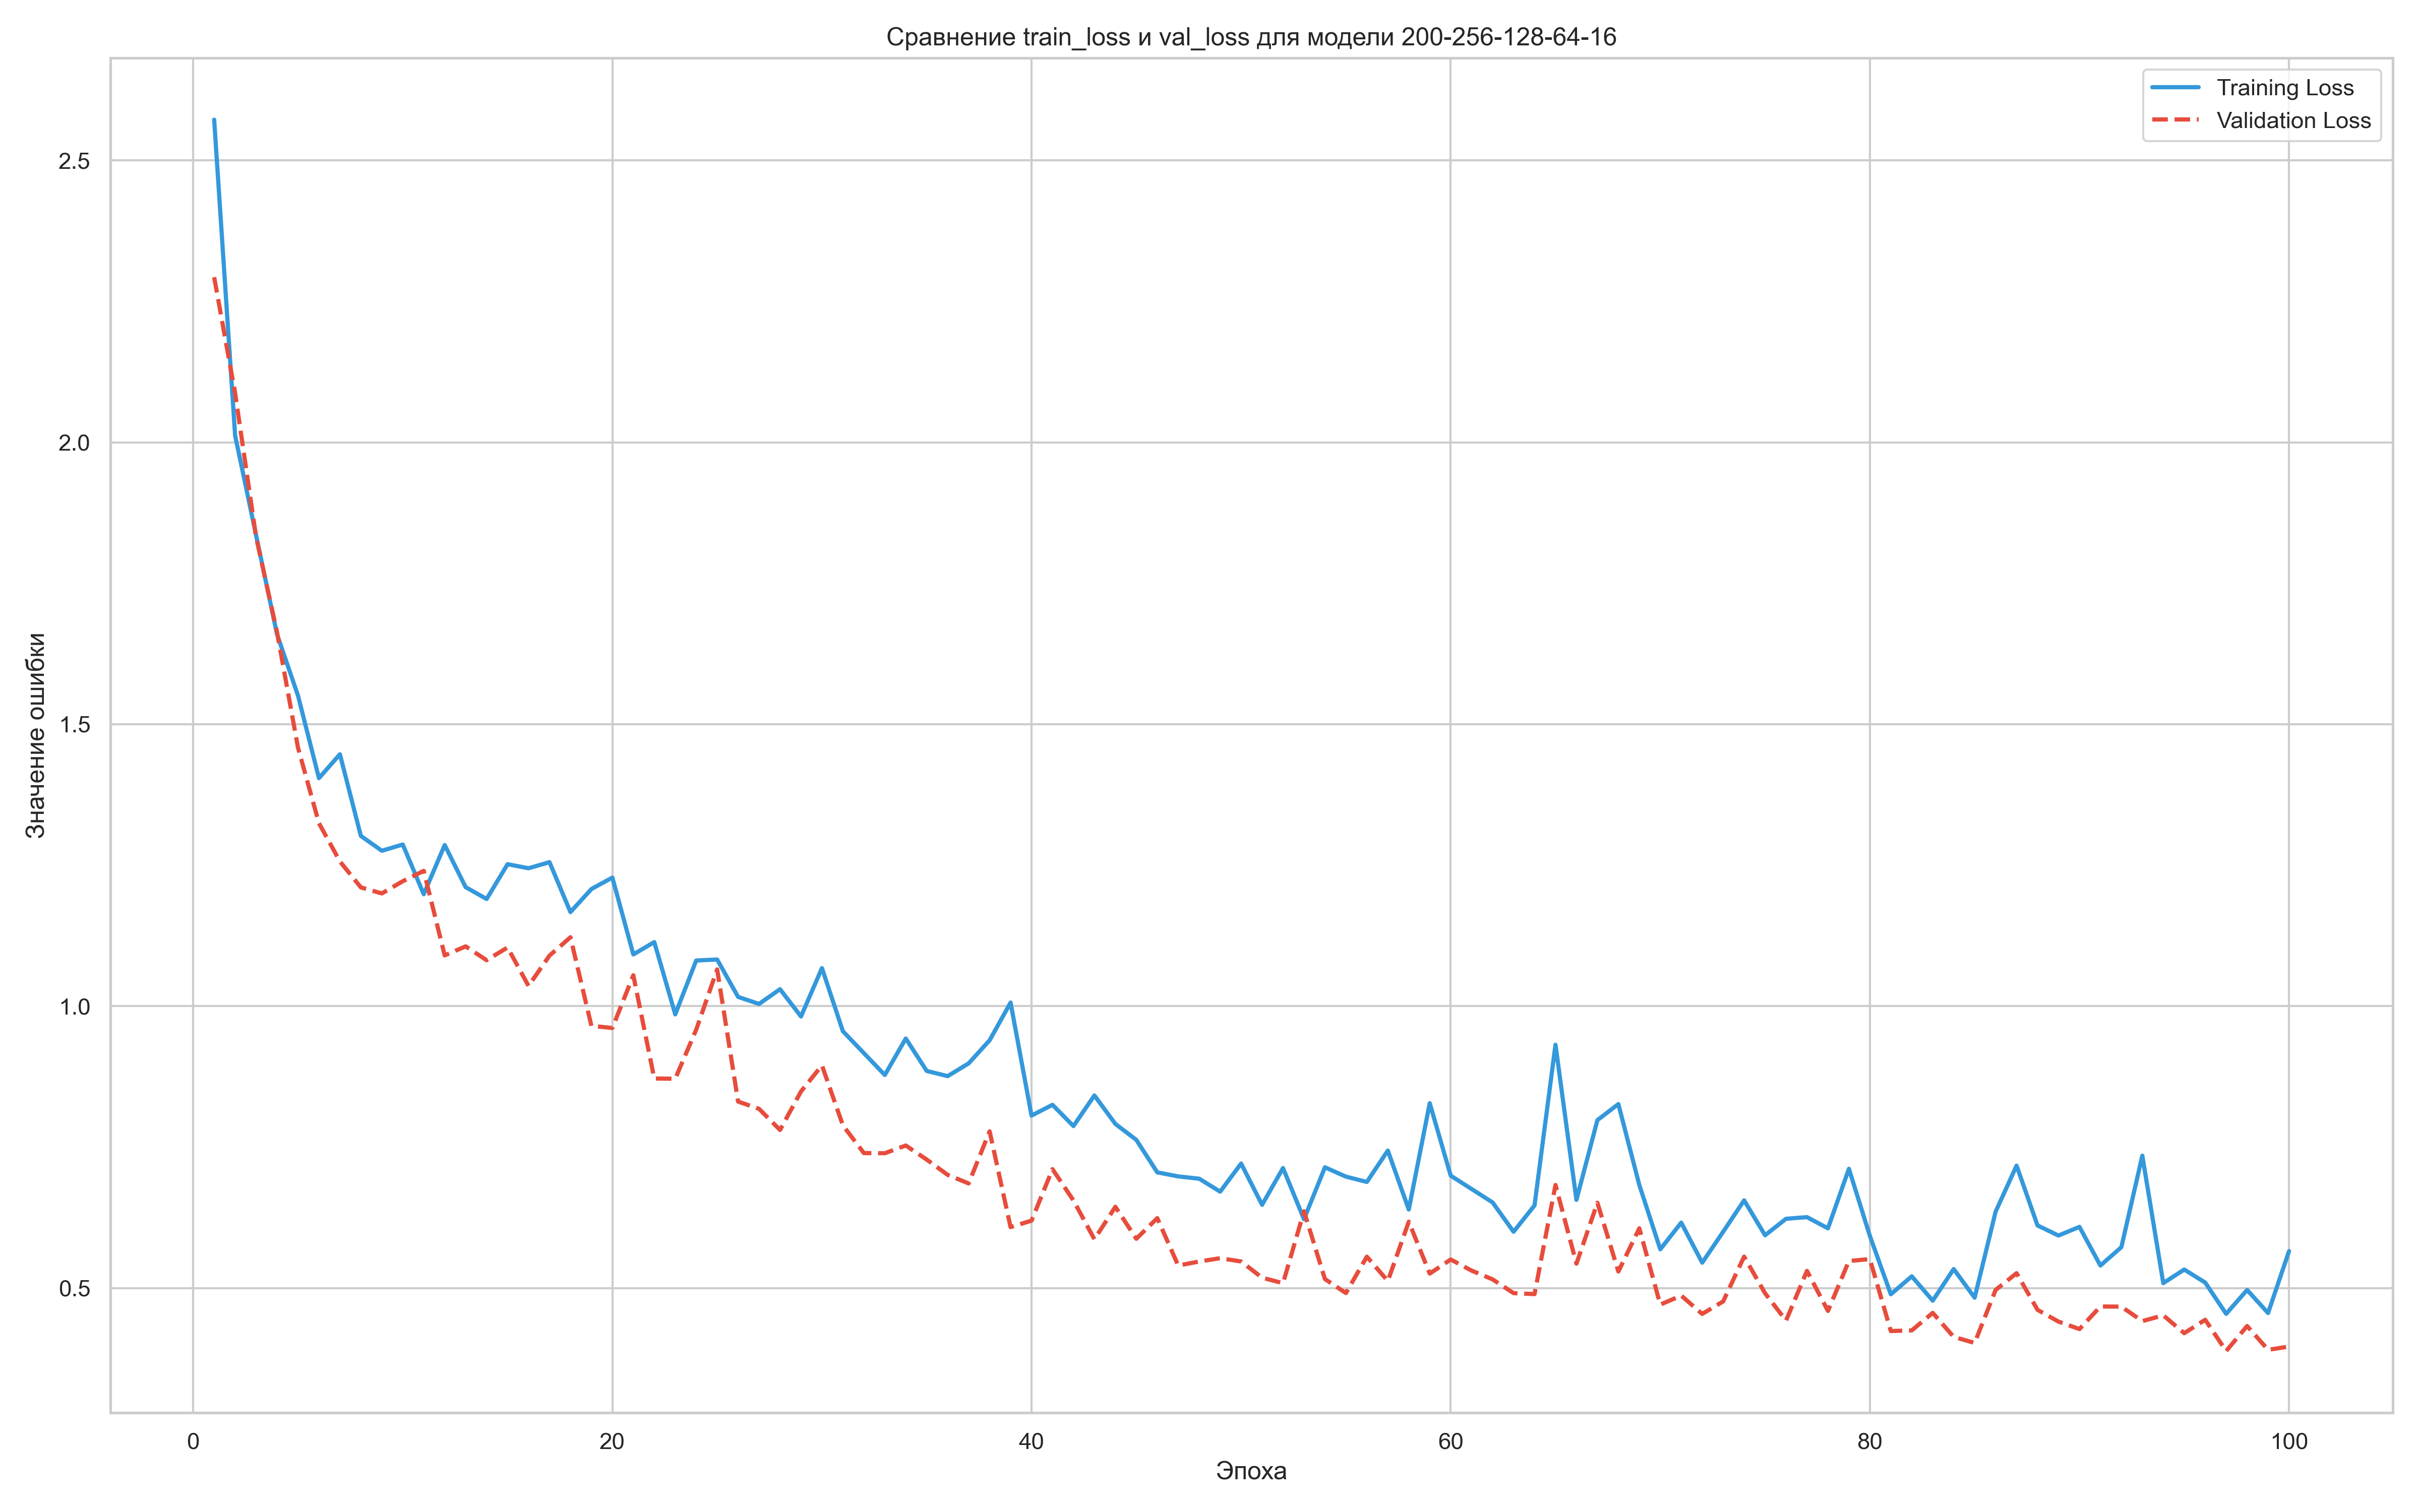 Сравнение train_loss и val_loss для модели 200-256-128-64-16
Training Loss
Validation Loss
2.5
2.0
1.5
1.0
0.5
Значение ошибки
0
20
40
60
80
100
Эпоха